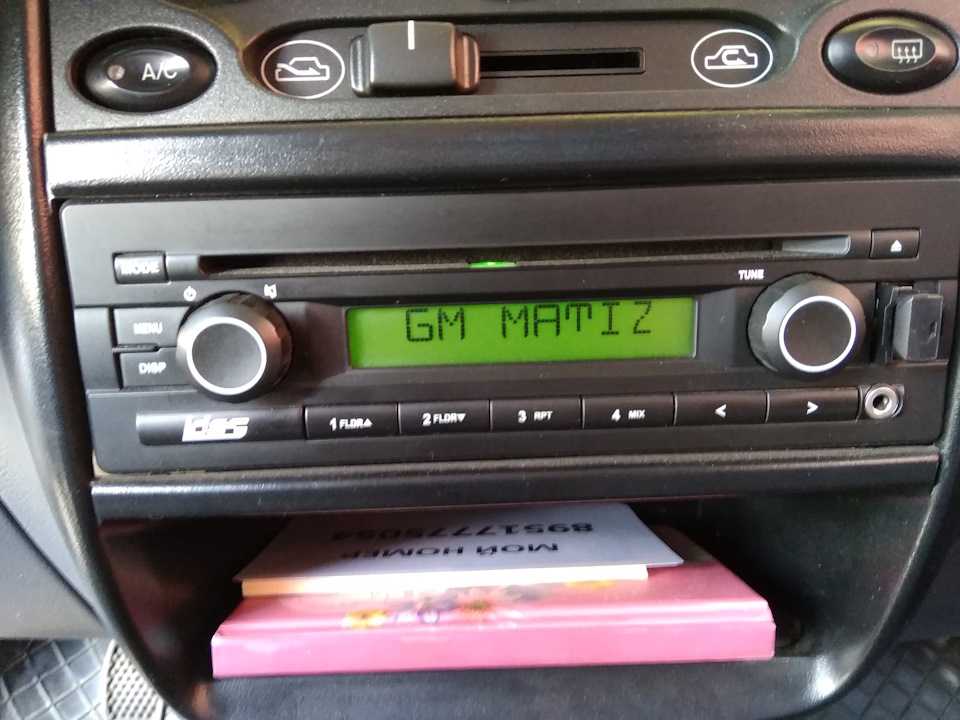 A/C
MODE
TUNE
MENU
GM MATIZ
DISP
1 FLDR▲
2 FLDR▼
3 RPT
4 MIX
<
>
МОЙ НОМЕР